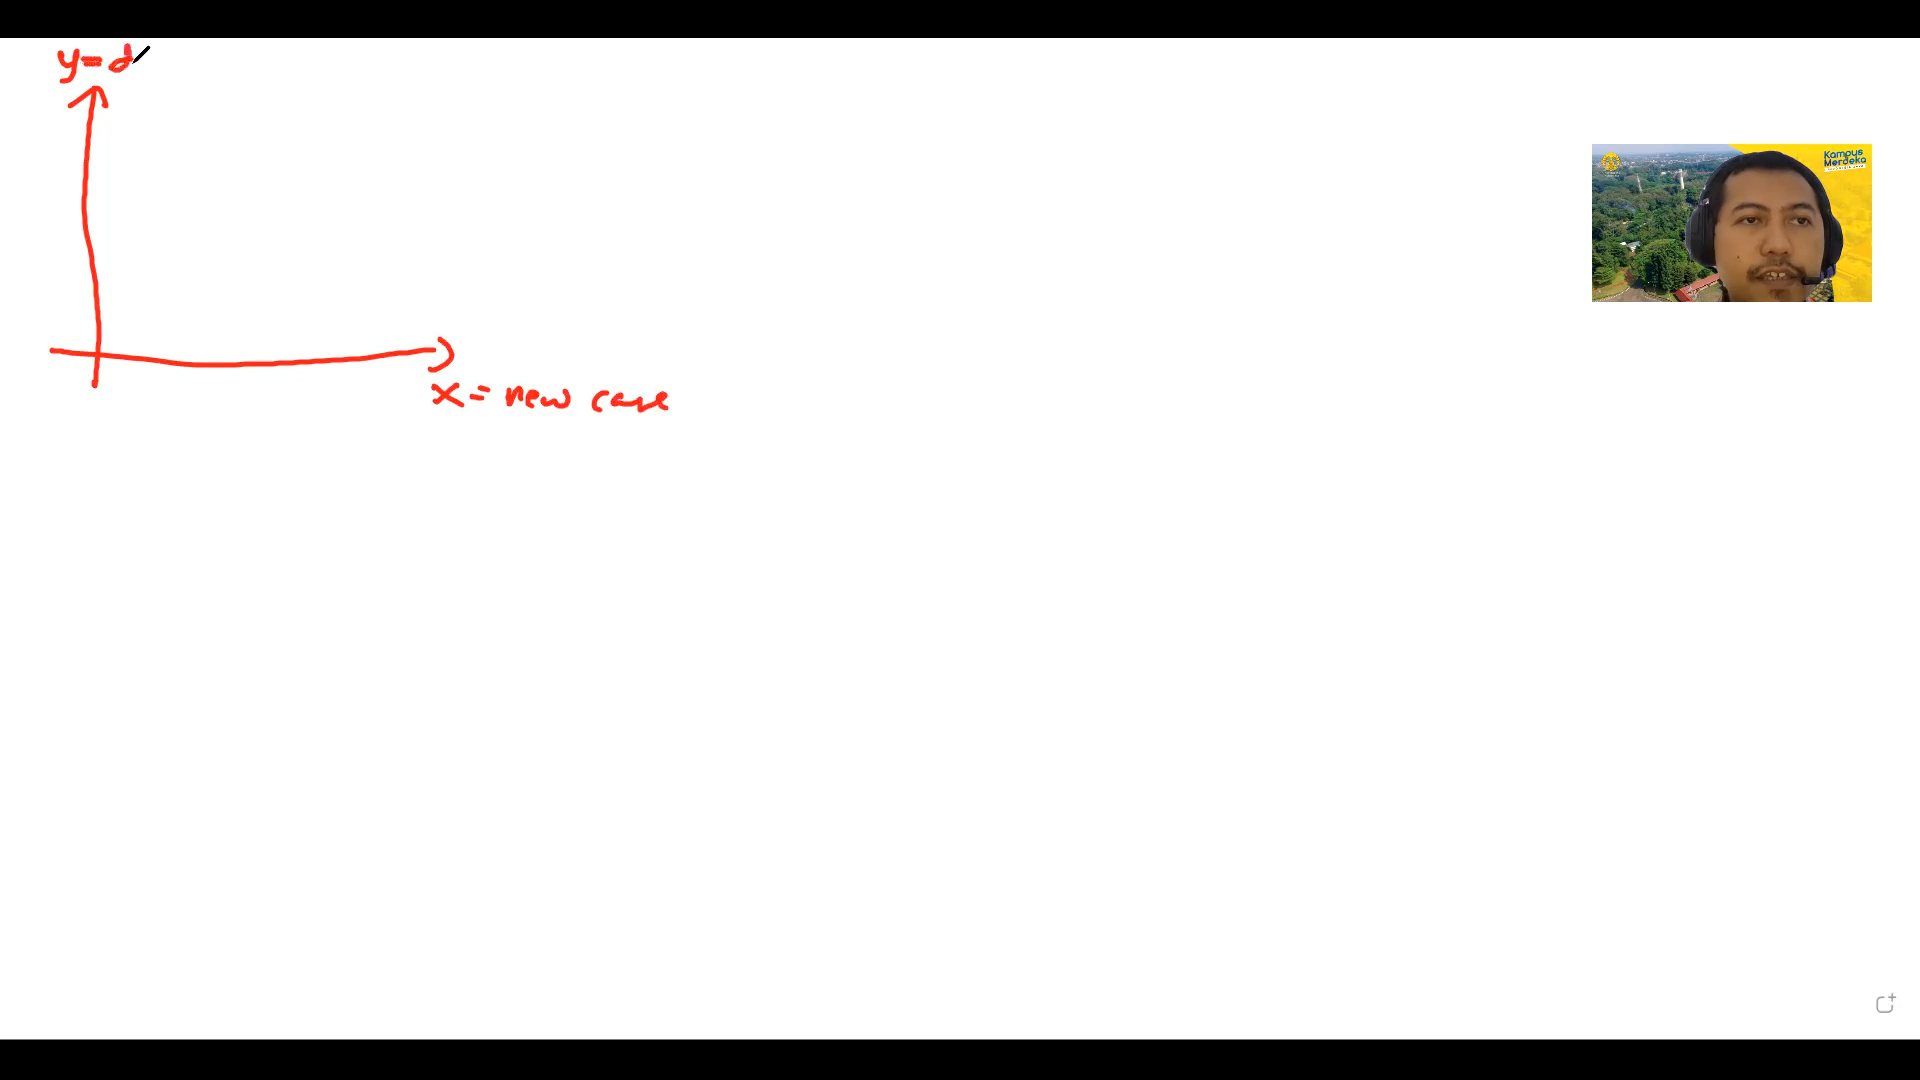 y = d
x = new case
Kampus
Merdeka